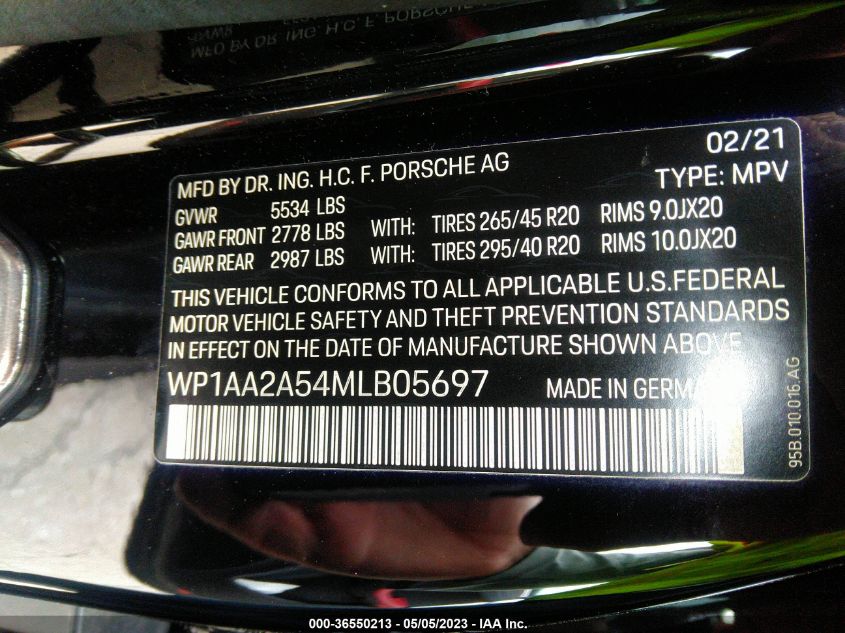 02/21
MFD BY DR. ING. H.C. F. PORSCHE AG
TYPE: MPV
GVWR 5534 LBS
GAWR FRONT 2778 LBS WITH: TIRES 265/45 R20 RIMS 9.0JX20
GAWR REAR 2987 LBS WITH: TIRES 295/40 R20 RIMS 10.0JX20
THIS VEHICLE CONFORMS TO ALL APPLICABLE U.S.FEDERAL
MOTOR VEHICLE SAFETY AND THEFT PREVENTION STANDARDS
IN EFFECT ON THE DATE OF MANUFACTURE SHOWN ABOVE
WP1AA2A54MLB05697 MADE IN GERMANY
95B.010.016.AG
000-36550213 - 05/05/2023 - IAA Inc.